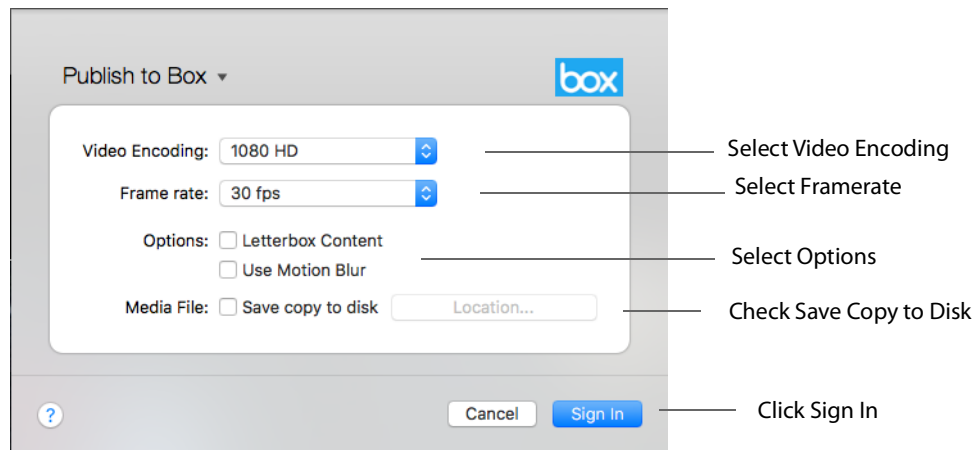 Publish to Box
box
Video Encoding: 1080 HD
Select Video Encoding
Frame rate: 30 fps
Select Framerate
Options: Letterbox Content
Use Motion Blur
Select Options
Media File: Save copy to disk Location...
Check Save Copy to Disk
? Cancel Sign In
Click Sign In